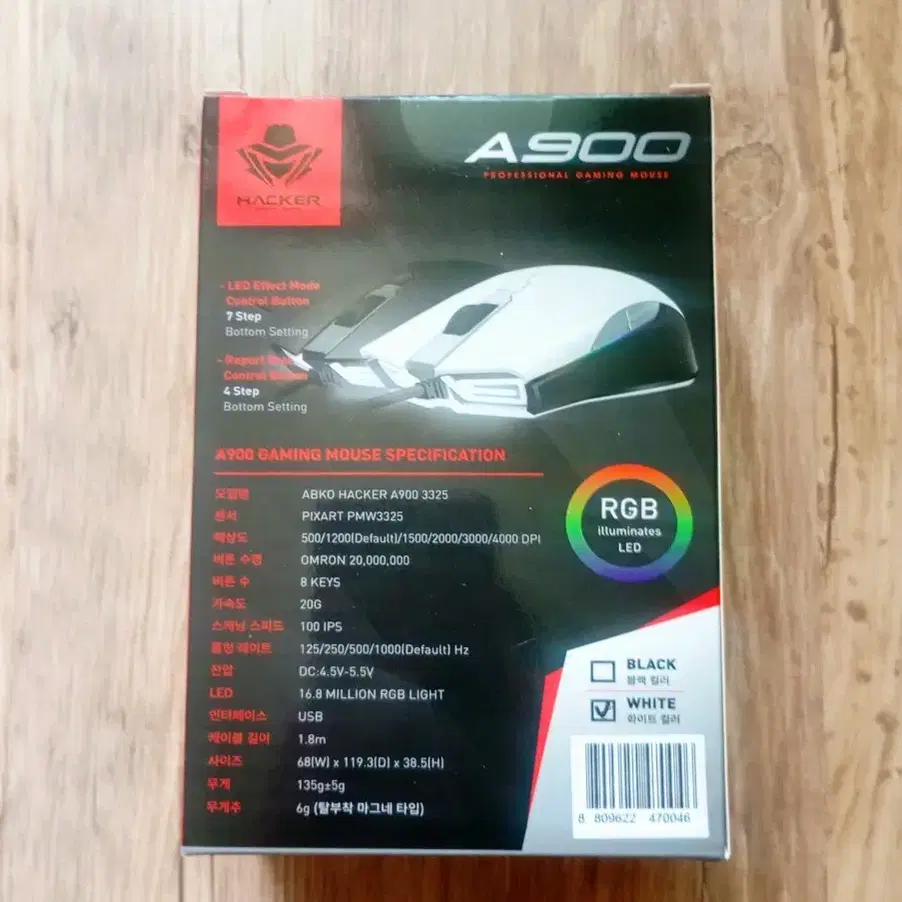 HACKER
A900
PROFESSIONAL GAMING MOUSE
- LED Effect Mode
Control Button
7 Step
Bottom Setting
- Report Rate
Control Button
4 Step
Bottom Setting
A900 GAMING MOUSE SPECIFICATION
모델명 ABKO HACKER A900 3325
센서 PIXART PMW3325
해상도 500/1200(Default)/1500/2000/3000/4000 DPI
버튼 수명 OMRON 20,000,000
버튼 수 8 KEYS
가속도 20G
스캐닝 스피드 100 IPS
폴링 레이트 125/250/500/1000(Default) Hz
전압 DC:4.5V-5.5V
LED 16.8 MILLION RGB LIGHT
인터페이스 USB
케이블 길이 1.8m
사이즈 68(W) x 119.3(D) x 38.5(H)
무게 135g±5g
무게추 6g (탈부착 마그네 타입)
RGB
illuminates
LED
BLACK
블랙 컬러
WHITE
화이트 컬러
8 809622 470046